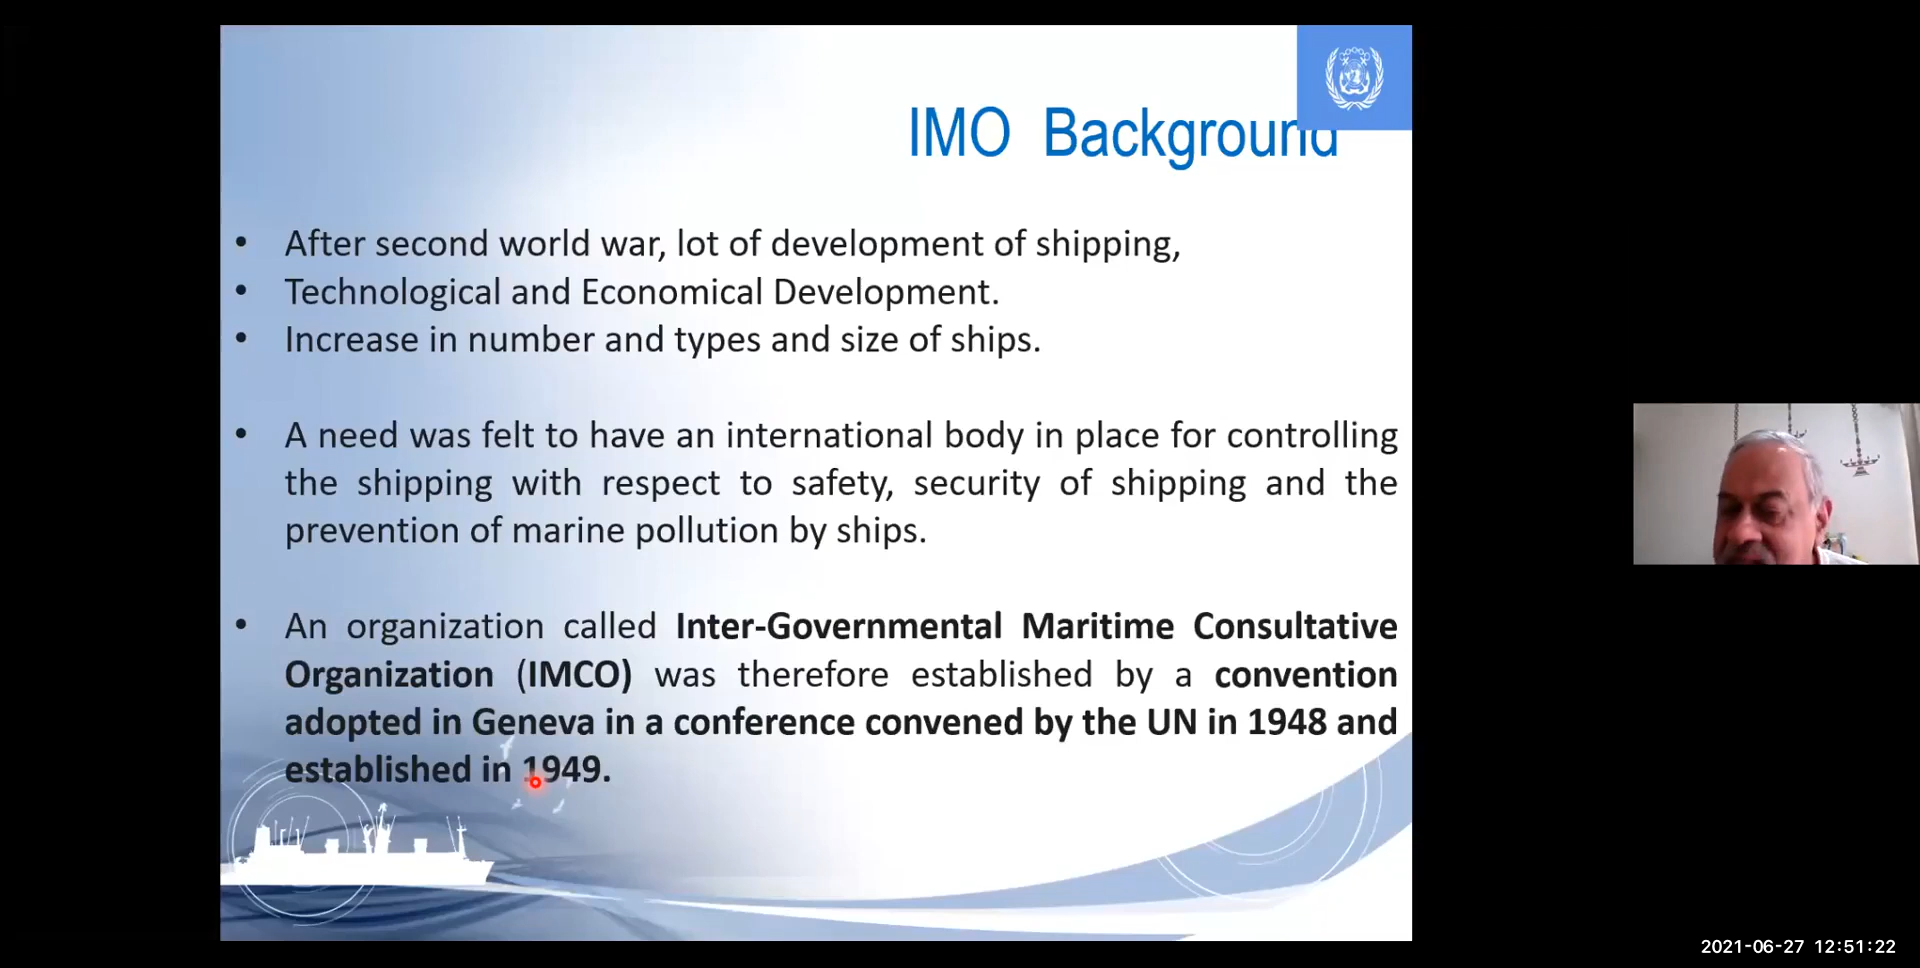 IMO Background
• After second world war, lot of development of shipping,
• Technological and Economical Development.
• Increase in number and types and size of ships.
• A need was felt to have an international body in place for controlling
the shipping with respect to safety, security of shipping and the
prevention of marine pollution by ships.
• An organization called Inter-Governmental Maritime Consultative
Organization (IMCO) was therefore established by a convention
adopted in Geneva in a conference convened by the UN in 1948 and
established in 1949.
2021-06-27 12:51:22